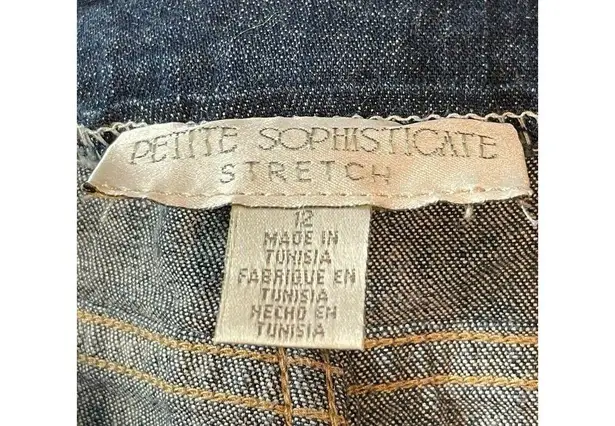 PETITE SOPHISTICATE
STRETCH
12
MADE IN
TUNISIA
FABRIQUE EN
TUNISIA
HECHO EN
TUNISIA